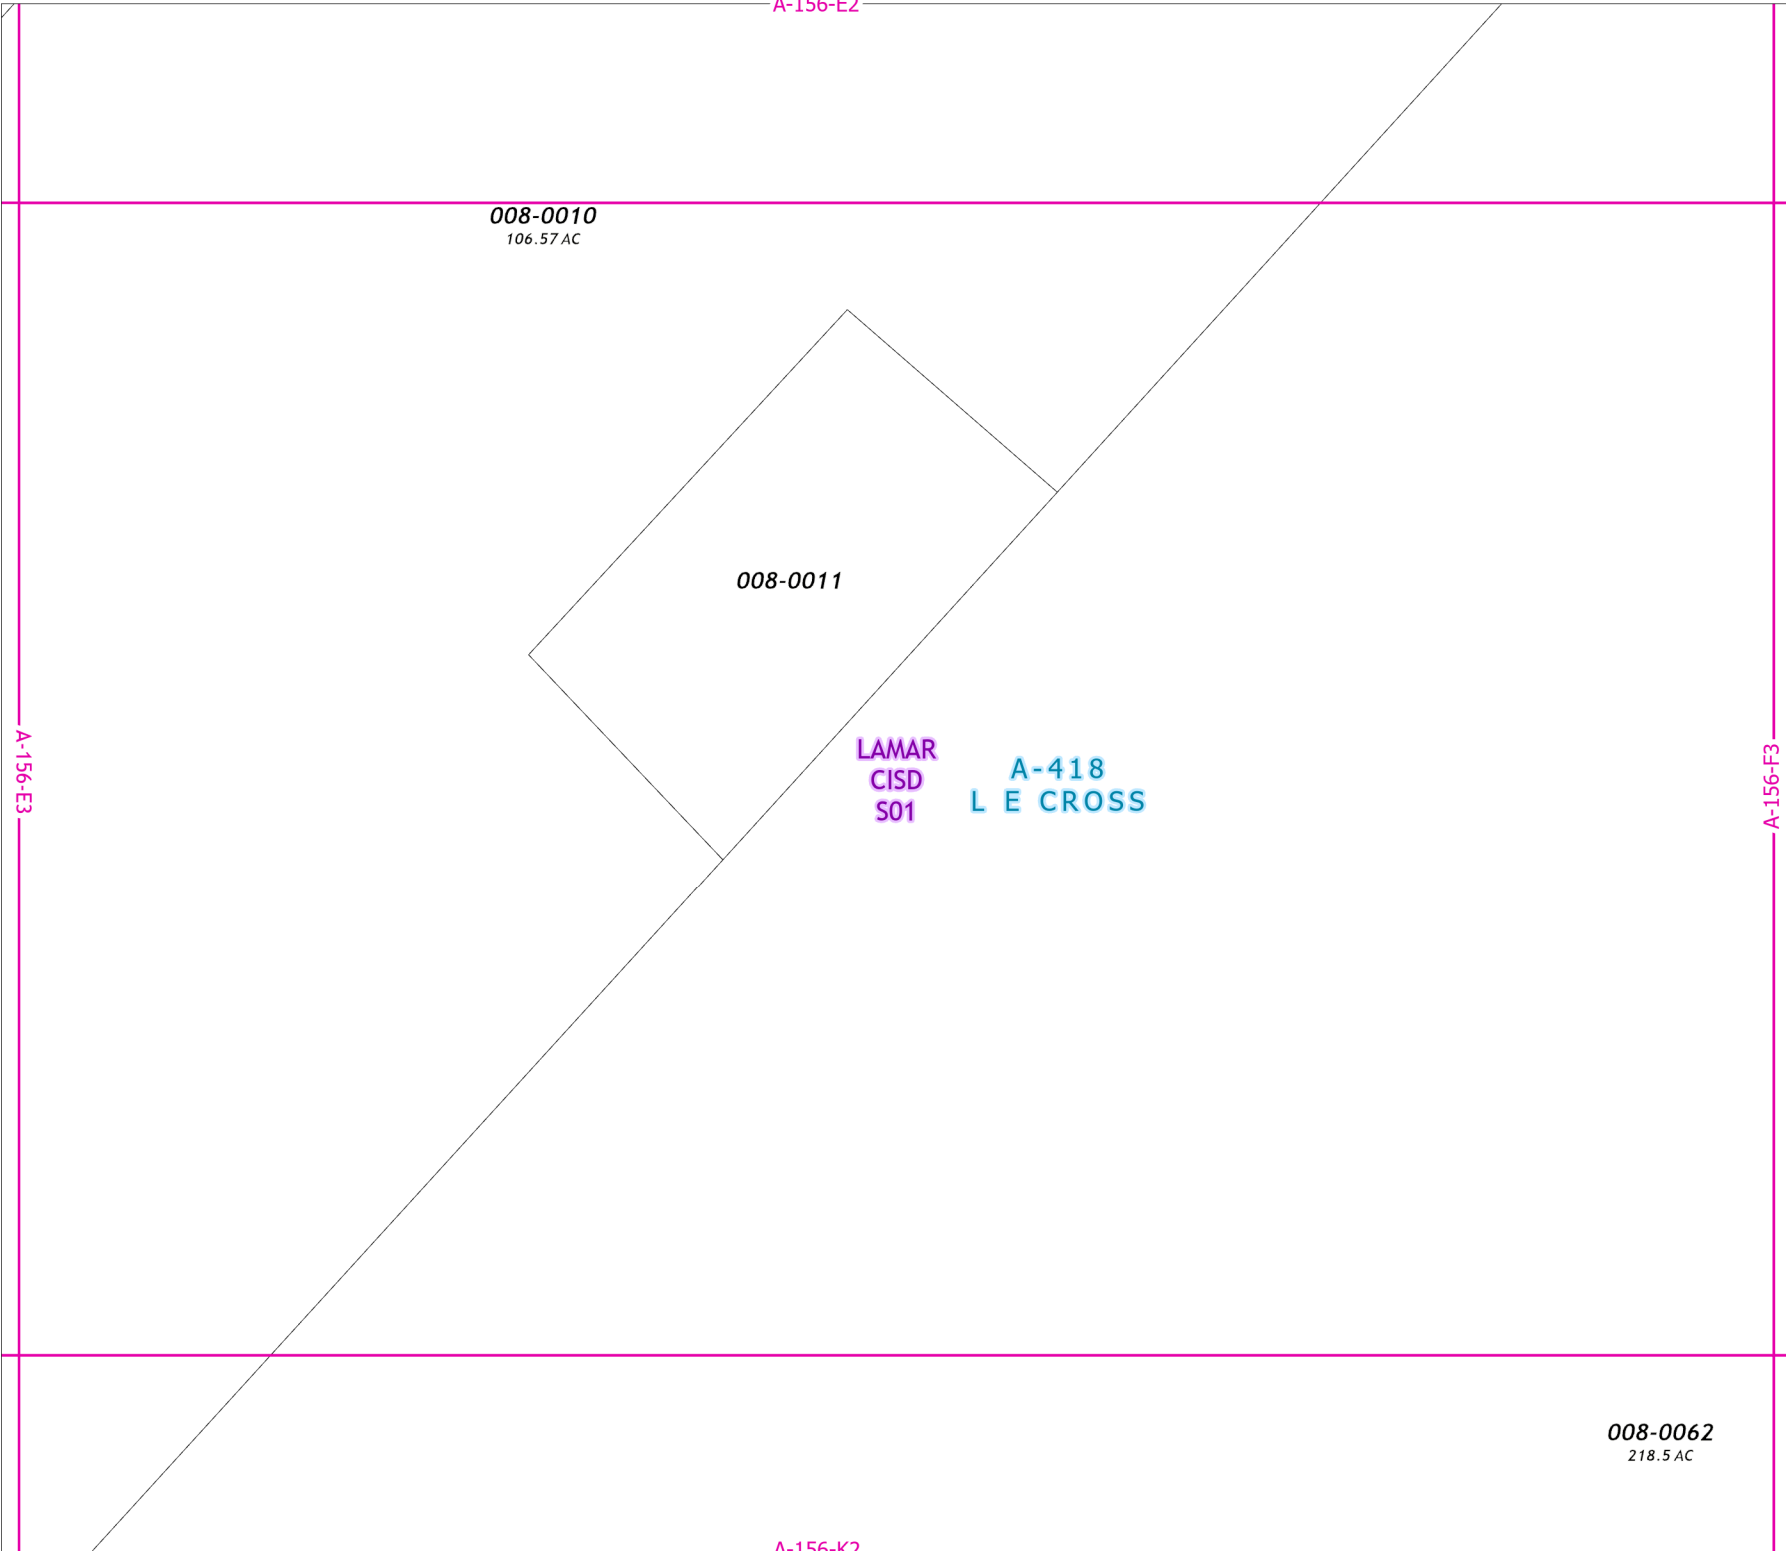 A-156-E2
008-0010
106.57 AC
008-0011
A-156-E3
LAMAR
CISD
S01
A-418
L E CROSS
A-156-F3
008-0062
218.5 AC
A-156-K2